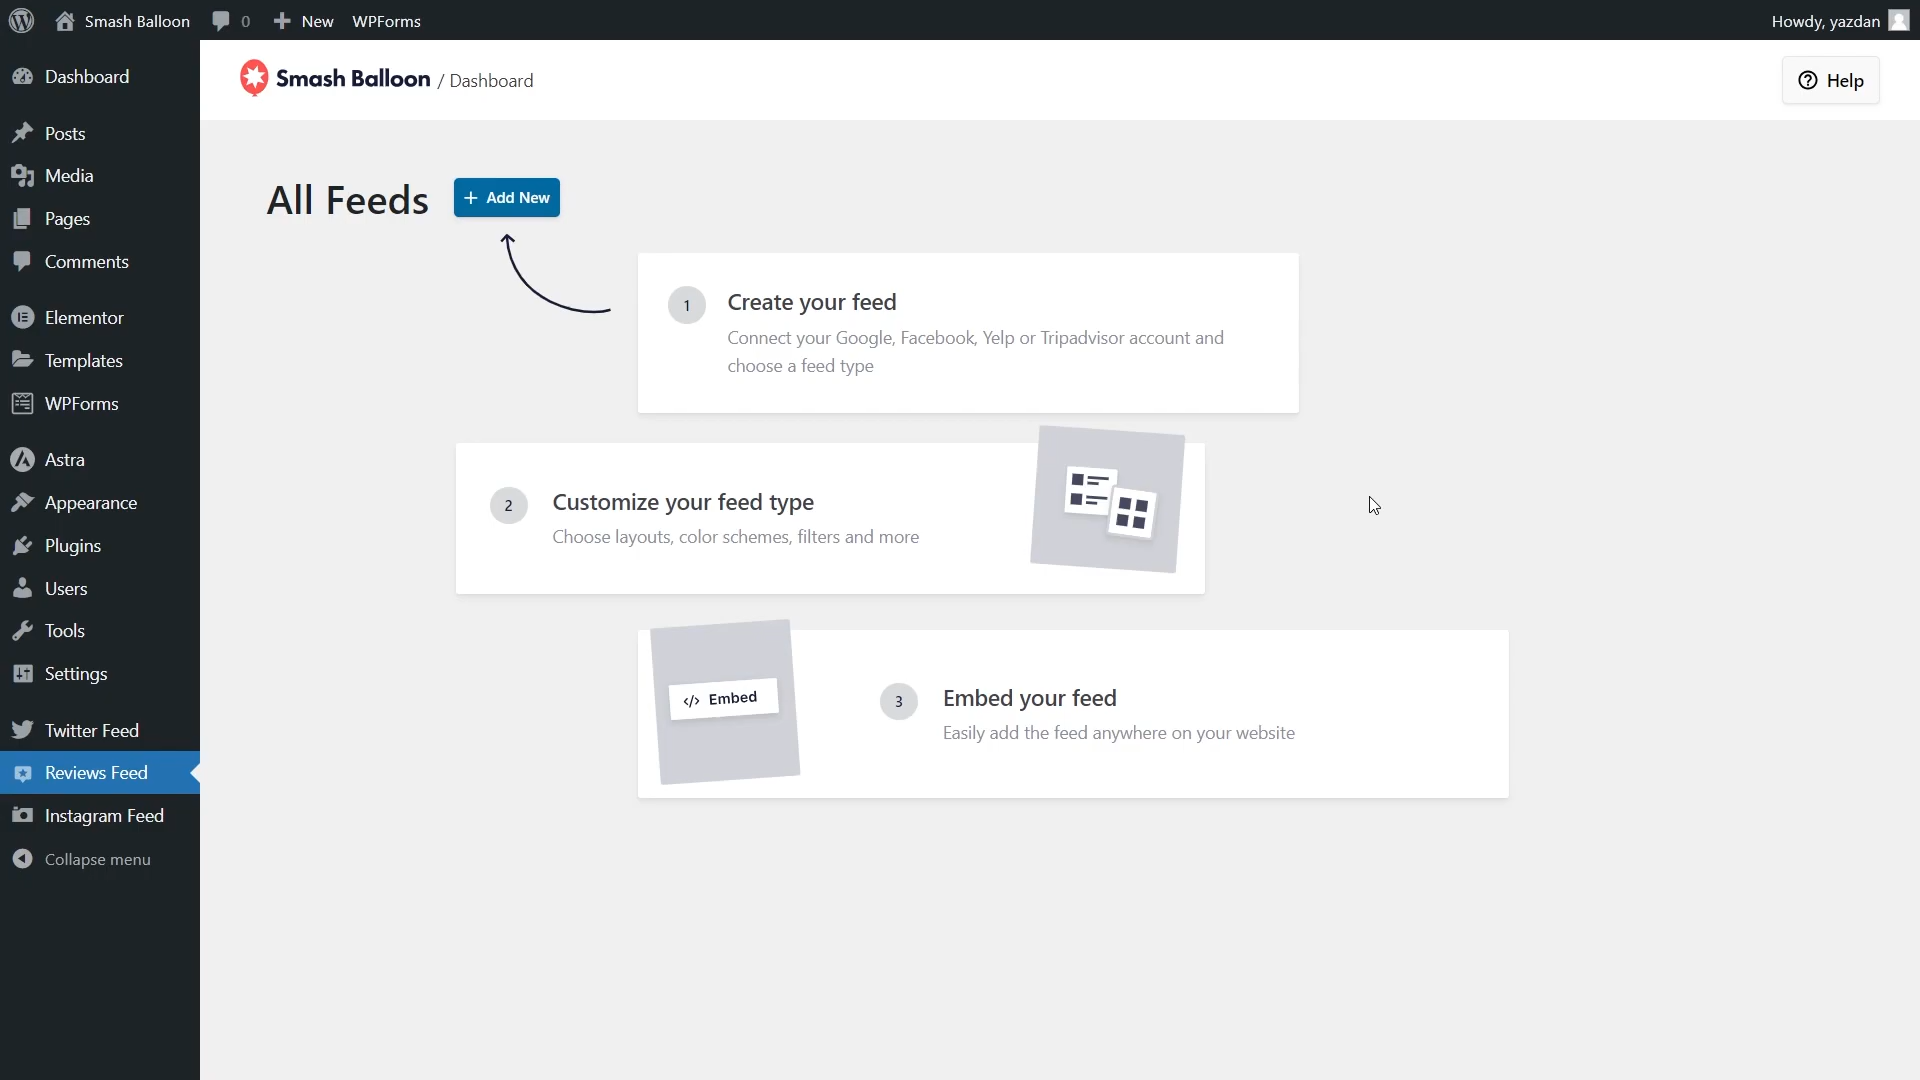 Smash Balloon
0
New
WPForms
Howdy, yazdan
Dashboard
Posts
Media
Pages
Comments
Elementor
Templates
WPForms
Astra
Appearance
Plugins
Users
Tools
Settings
Twitter Feed
Reviews Feed
Instagram Feed
Collapse menu
Smash Balloon / Dashboard
Help
All Feeds
+ Add New
1
Create your feed
Connect your Google, Facebook, Yelp or Tripadvisor account and
choose a feed type
2
Customize your feed type
Choose layouts, color schemes, filters and more
</> Embed
3
Embed your feed
Easily add the feed anywhere on your website